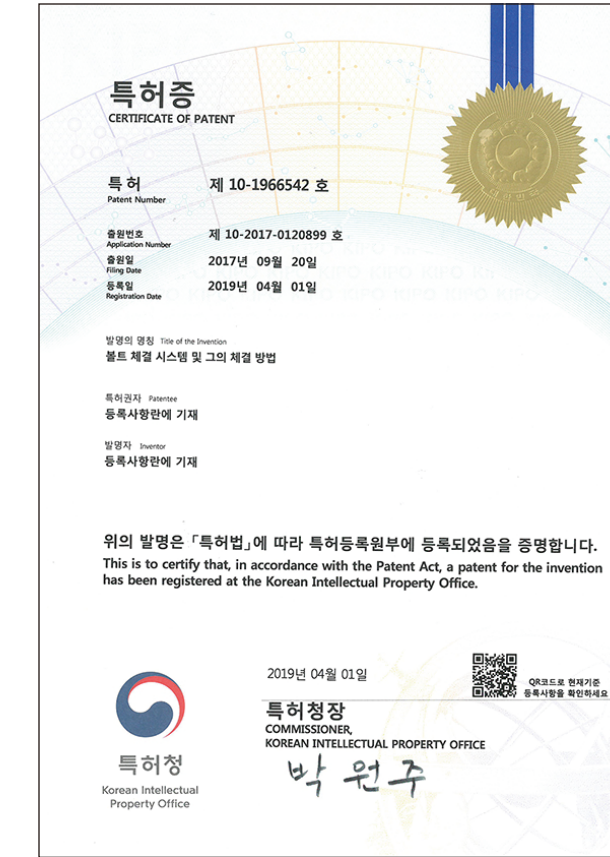 특허증
CERTIFICATE OF PATENT
특 허 제 10-1966542 호
Patent Number
출원번호 제 10-2017-0120899 호
Application Number
출원일 2017년 09월 20일
Filing Date
등록일 2019년 04월 01일
Registration Date
발명의 명칭 Title of the Invention
볼트 체결 시스템 및 그의 체결 방법
특허권자 Patentee
등록사항란에 기재
발명자 Inventor
등록사항란에 기재
위의 발명은 「특허법」에 따라 특허등록원부에 등록되었음을 증명합니다.
This is to certify that, in accordance with the Patent Act, a patent for the invention
has been registered at the Korean Intellectual Property Office.
2019년 04월 01일
QR코드로 현재기준
등록사항을 확인하세요
특허청장
COMMISSIONER,
KOREAN INTELLECTUAL PROPERTY OFFICE
박 원 주
특허청
Korean Intellectual
Property Office